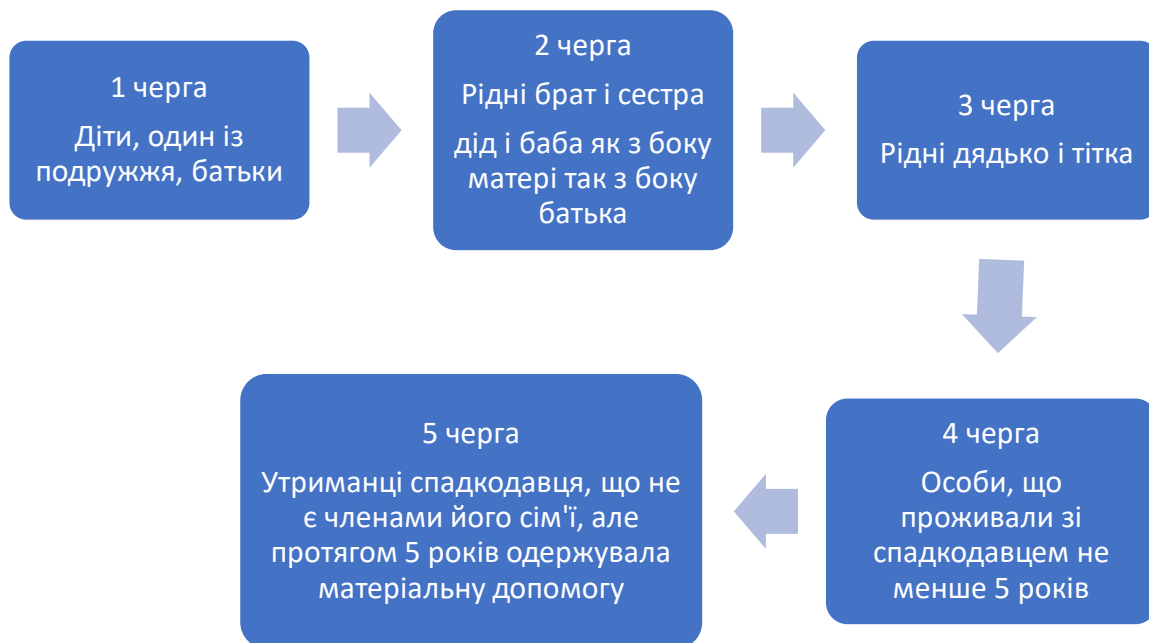 1 черга
Діти, один із
подружжя, батьки
2 черга
Рідні брат і сестра
дід і баба як з боку
матері так з боку
батька
3 черга
Рідні дядько і тітка
4 черга
Особи, що
проживали зі
спадкодавцем не
менше 5 років
5 черга
Утриманці спадкодавця, що не
є членами його сім'ї, але
протягом 5 років одержувала
матеріальну допомогу